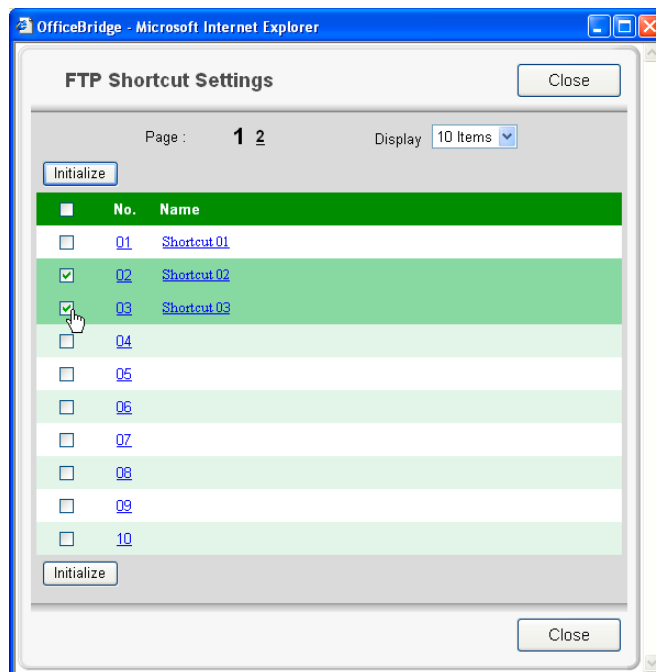 OfficeBridge - Microsoft Internet Explorer
FTP Shortcut Settings Close
Page : 1 2 Display 10 Items
Initialize
No. Name
01 Shortcut 01
02 Shortcut 02
03 Shortcut 03
04
05
06
07
08
09
10
Initialize
Close